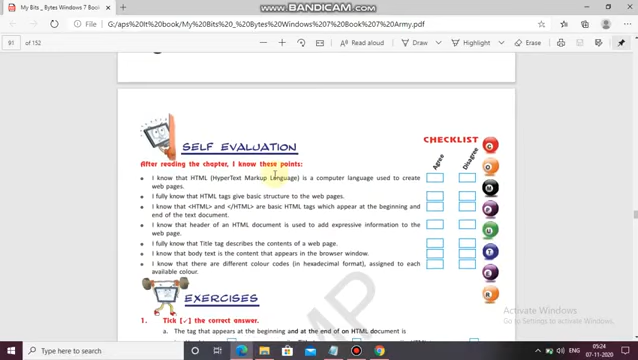 WWW.BANDICAM.COM
My Bits _ Bytes Windows 7 Book
G:/aps%20It%20book/My%20Bits%20_%20Bytes%20Windows%207%20Book%207%20Army.pdf
91 of 152
Read aloud
Draw
Highlight
Erase
SELF EVALUATION
CHECKLIST
Agree
Disagree
After reading the chapter, I know these points:
I know that HTML (HyperText Markup Language) is a computer language used to create
web pages.
I fully know that HTML tags give basic structure to the web pages.
I know that <HTML> and </HTML> are basic HTML tags which appear at the beginning and
end of the text document.
I know that header of an HTML document is used to add expressive information to the
web page.
I fully know that Title tag describes the contents of a web page.
I know that body text is the content that appears in the browser window.
I know that there are different colour codes (in hexadecimal format), assigned to each
available colour.
C
O
M
P
U
T
E
R
EXERCISES
1. Tick [✓] the correct answer.
a. The tag that appears at the beginning and at the end of on HTML document is
Activate Windows
Go to Settings to activate Windows.
ENG
05:24
07-11-2020